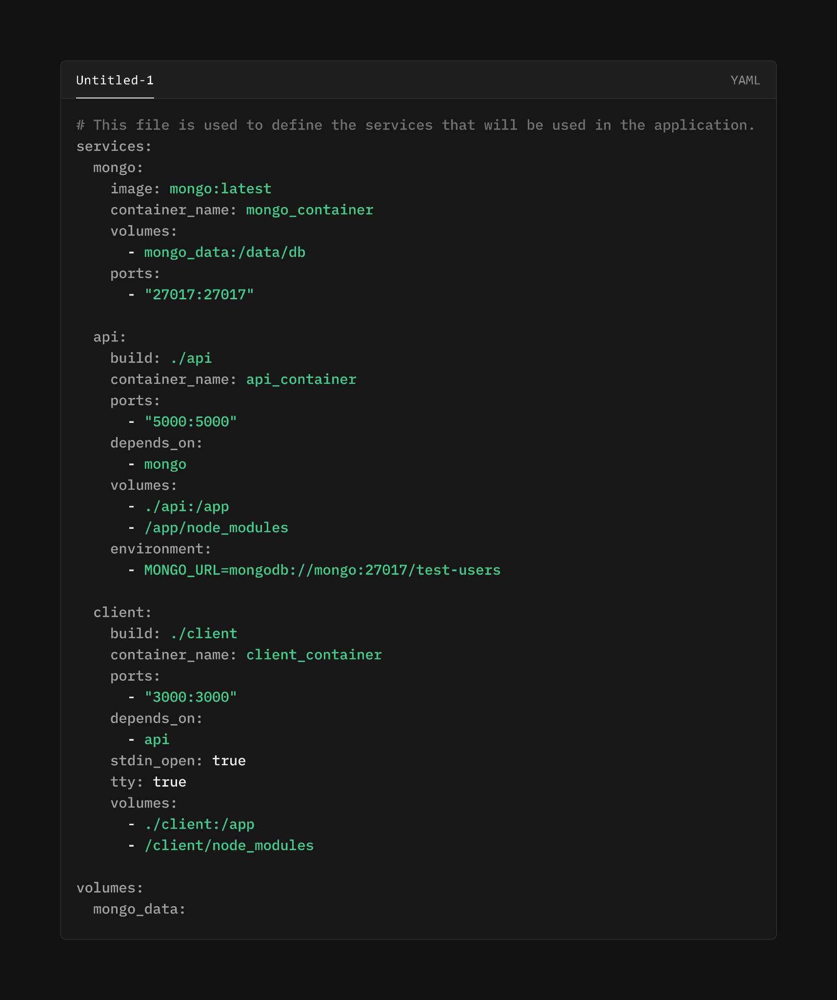 Untitled-1
YAML
# This file is used to define the services that will be used in the application.
services:
  mongo:
    image: mongo:latest
    container_name: mongo_container
    volumes:
      - mongo_data:/data/db
    ports:
      - "27017:27017"

  api:
    build: ./api
    container_name: api_container
    ports:
      - "5000:5000"
    depends_on:
      - mongo
    volumes:
      - ./api:/app
      - /app/node_modules
    environment:
      - MONGO_URL=mongodb://mongo:27017/test-users

  client:
    build: ./client
    container_name: client_container
    ports:
      - "3000:3000"
    depends_on:
      - api
    stdin_open: true
    tty: true
    volumes:
      - ./client:/app
      - /client/node_modules

volumes:
  mongo_data: